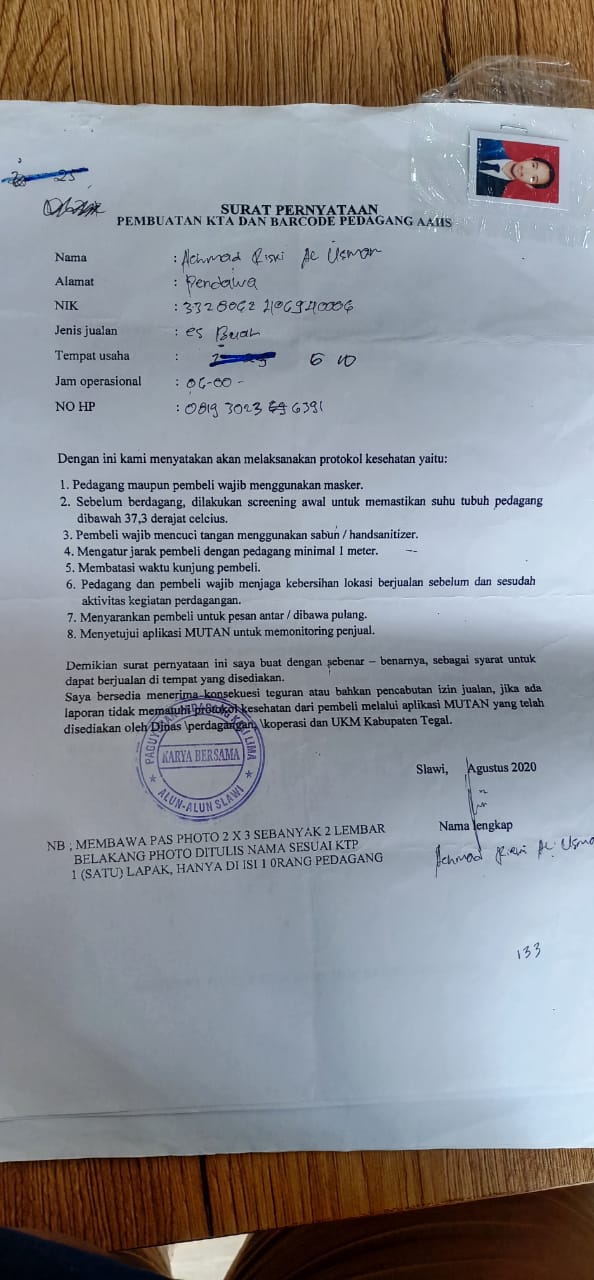 25
SURAT PERNYATAAN
PEMBUATAN KTA DAN BARCODE PEDAGANG AAHS
Nama : Achmad Riski Al Usman
Alamat : Pendawa
NIK
Jenis jualan : es Buah
Tempat usaha : 6 10
Jam operasional : 06-00 -
NO HP : 0819 3023 6391
Dengan ini kami menyatakan akan melaksanakan protokol kesehatan yaitu:
1. Pedagang maupun pembeli wajib menggunakan masker.
2. Sebelum berdagang, dilakukan screening awal untuk memastikan suhu tubuh pedagang
dibawah 37,3 derajat celcius.
3. Pembeli wajib mencuci tangan menggunakan sabun / handsanitizer.
4. Mengatur jarak pembeli dengan pedagang minimal 1 meter.
5. Membatasi waktu kunjung pembeli.
6. Pedagang dan pembeli wajib menjaga kebersihan lokasi berjualan sebelum dan sesudah
aktivitas kegiatan perdagangan.
7. Menyarankan pembeli untuk pesan antar / dibawa pulang.
8. Menyetujui aplikasi MUTAN untuk memonitoring penjual.
Demikian surat pernyataan ini saya buat dengan sebenar – benarnya, sebagai syarat untuk
dapat berjualan di tempat yang disediakan.
Saya bersedia menerima konsekuesi teguran atau bahkan pencabutan izin jualan, jika ada
laporan tidak mematuhi protokol kesehatan dari pembeli melalui aplikasi MUTAN yang telah
disediakan oleh Dinas \perdagangan, \koperasi dan UKM Kabupaten Tegal.
PAGUYUBAN PEDAGANG KAKI LIMA
KARYA BERSAMA
ALUN-ALUN SLAWI
Slawi, Agustus 2020
Nama lengkap
Achmad Riski Al Usman
NB ; MEMBAWA PAS PHOTO 2 X 3 SEBANYAK 2 LEMBAR
BELAKANG PHOTO DITULIS NAMA SESUAI KTP
1 (SATU) LAPAK, HANYA DI ISI 1 0RANG PEDAGANG
133